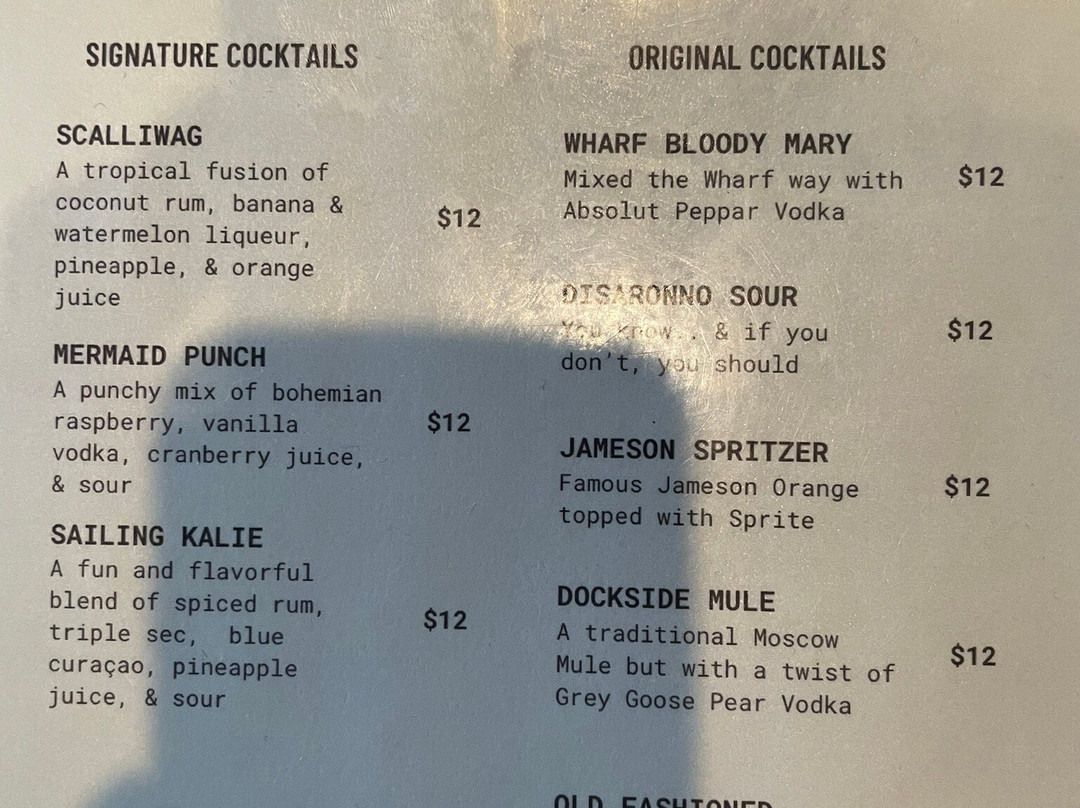 SIGNATURE COCKTAILS
SCALLIWAG
A tropical fusion of
coconut rum, banana &
$12
watermelon liqueur,
pineapple, & orange
juice
MERMAID PUNCH
A punchy mix of bohemian
raspberry, vanilla
$12
vodka, cranberry juice,
& sour
SAILING KALIE
A fun and flavorful
blend of spiced rum,
$12
triple sec, blue
curaçao, pineapple
juice, & sour
ORIGINAL COCKTAILS
WHARF BLOODY MARY
Mixed the Wharf way with
$12
Absolut Peppar Vodka
DISARONNO SOUR
You know.. & if you
$12
don't, you should
JAMESON SPRITZER
Famous Jameson Orange
$12
topped with Sprite
DOCKSIDE MULE
A traditional Moscow
$12
Mule but with a twist of
Grey Goose Pear Vodka
OLD FASHIONED